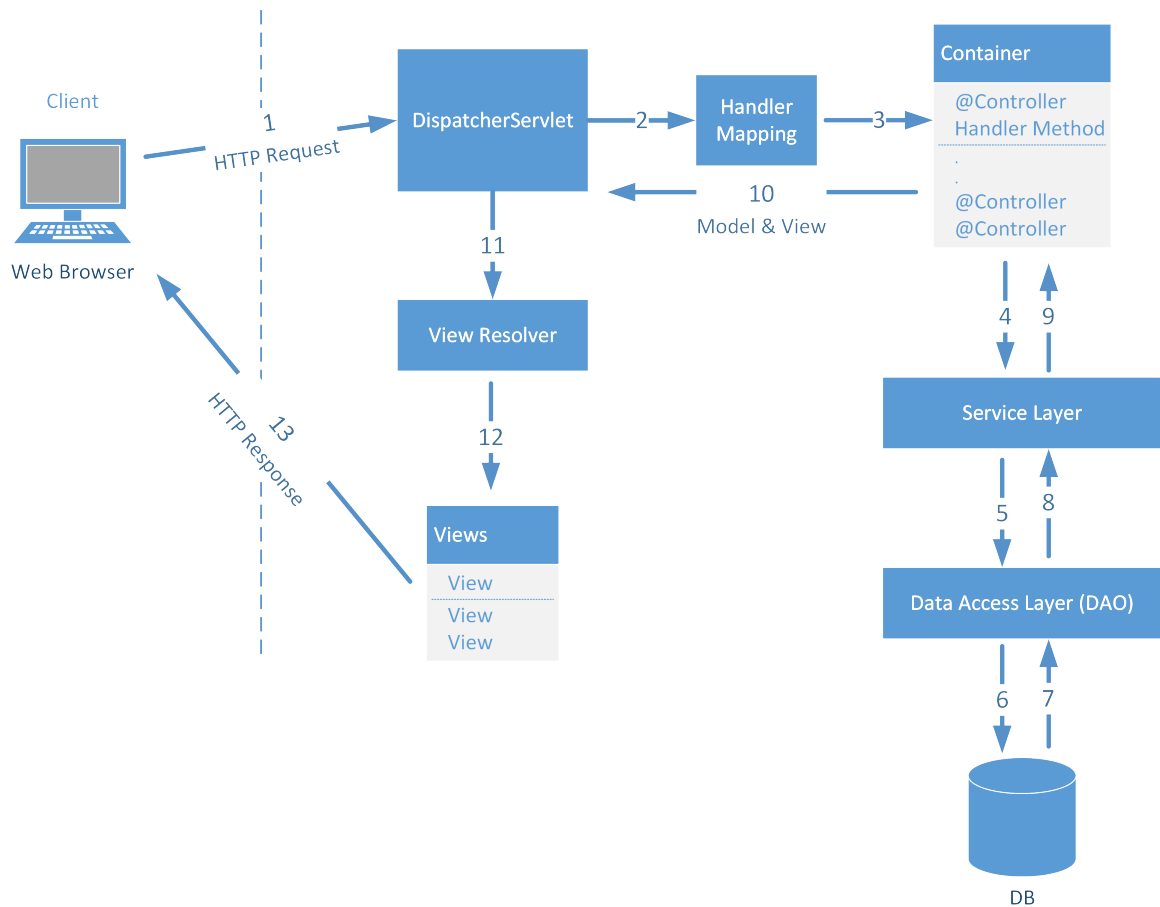 Client
Web Browser
1
HTTP Request
DispatcherServlet
2
Handler
Mapping
3
Container
@Controller
Handler Method
.
.
@Controller
@Controller
10
Model & View
11
View Resolver
12
Views
View
View
View
13
HTTP Response
4
9
Service Layer
5
8
Data Access Layer (DAO)
6
7
DB